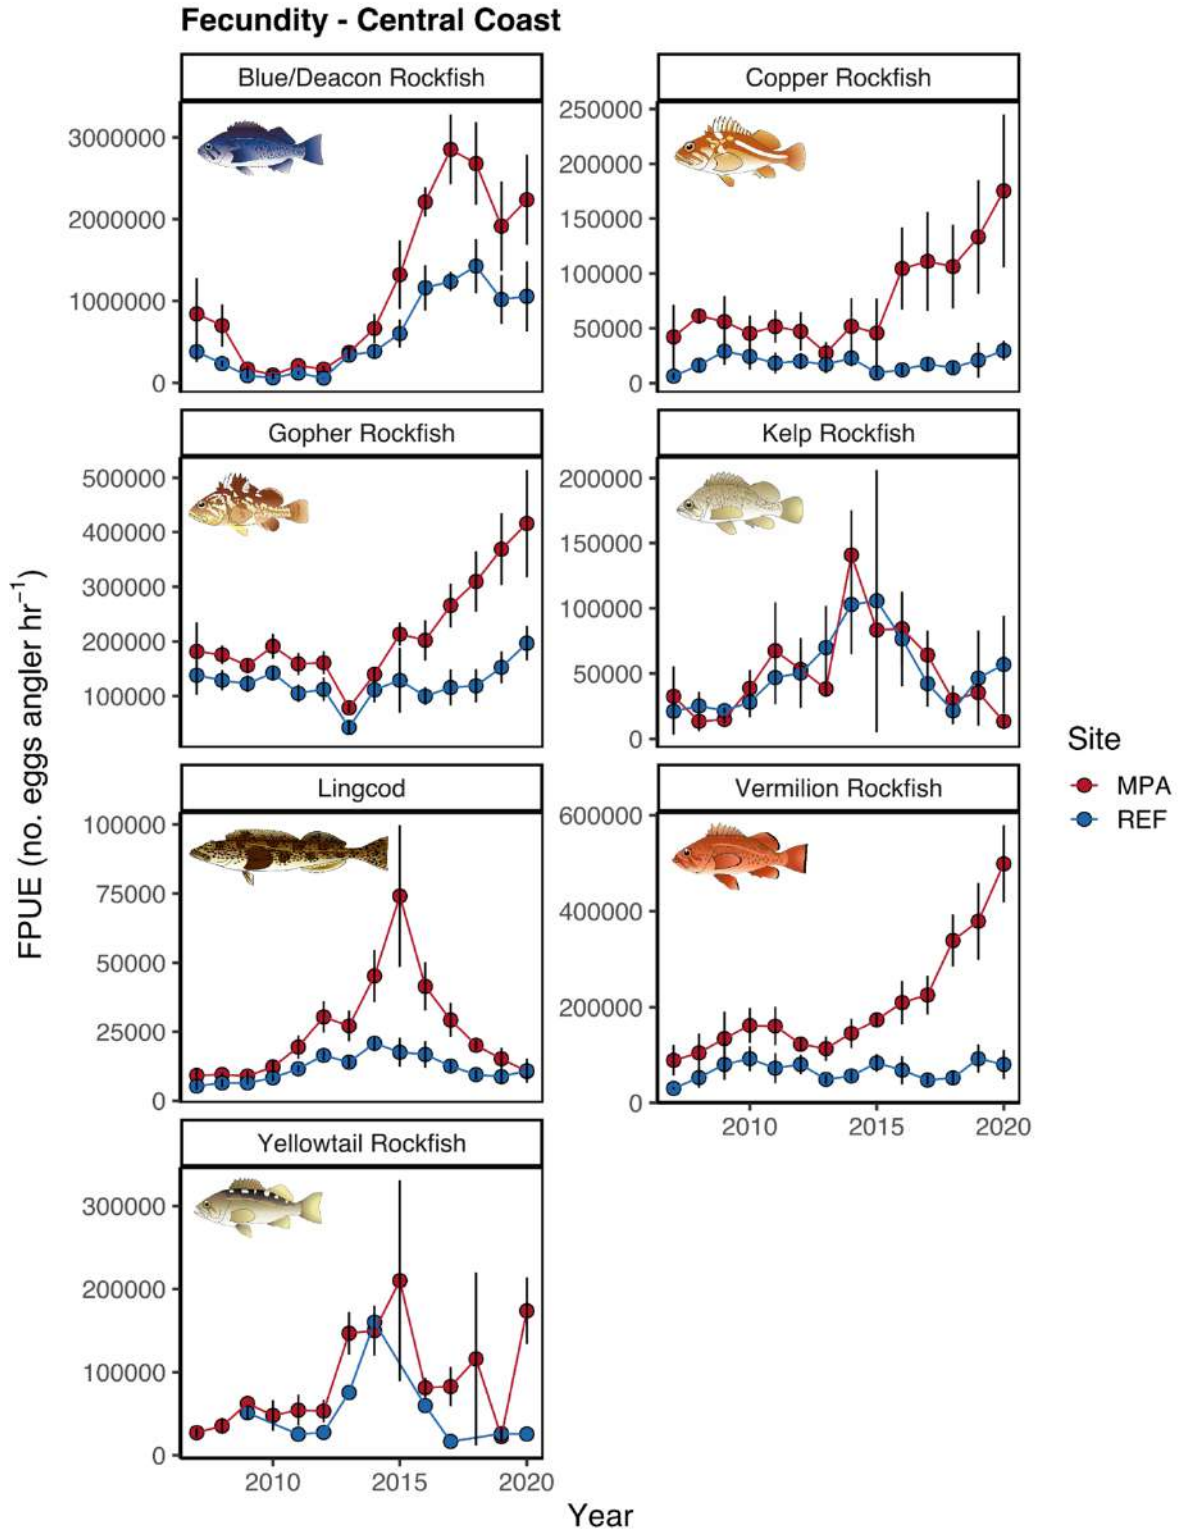 Fecundity - Central Coast
Blue/Deacon Rockfish
Copper Rockfish
3000000
2000000
1000000
0
250000
200000
150000
100000
50000
0
Gopher Rockfish
Kelp Rockfish
500000
400000
300000
200000
100000
200000
150000
100000
50000
0
FPUE (no. eggs angler hr⁻¹)
Site
MPA
REF
Lingcod
Vermilion Rockfish
100000
75000
50000
25000
0
600000
400000
200000
0
2010 2015 2020
Yellowtail Rockfish
300000
200000
100000
0
2010 2015 2020
Year